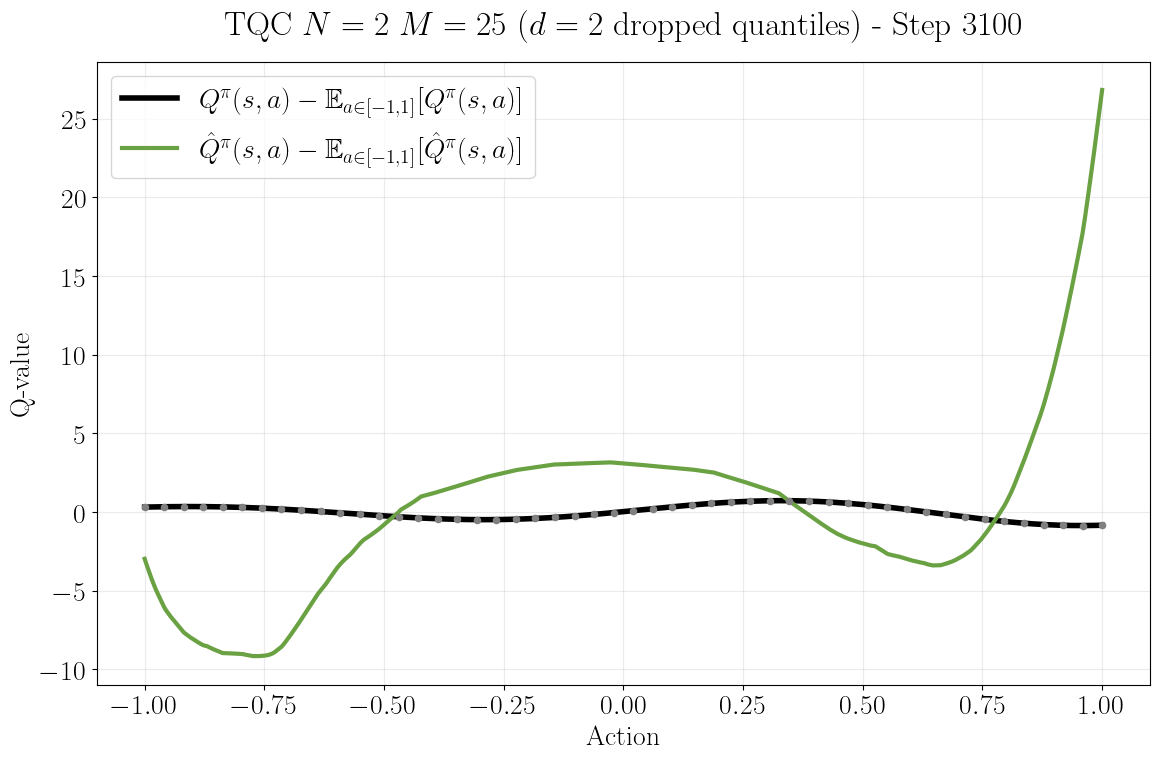 TQC N = 2 M = 25 (d = 2 dropped quantiles) - Step 3100
Q^π(s, a) − 𝔼_{a∈[−1,1]}[Q^π(s, a)]
Q̂^π(s, a) − 𝔼_{a∈[−1,1]}[Q̂^π(s, a)]
25
20
15
10
5
0
−5
−10
Q-value
−1.00 −0.75 −0.50 −0.25 0.00 0.25 0.50 0.75 1.00
Action